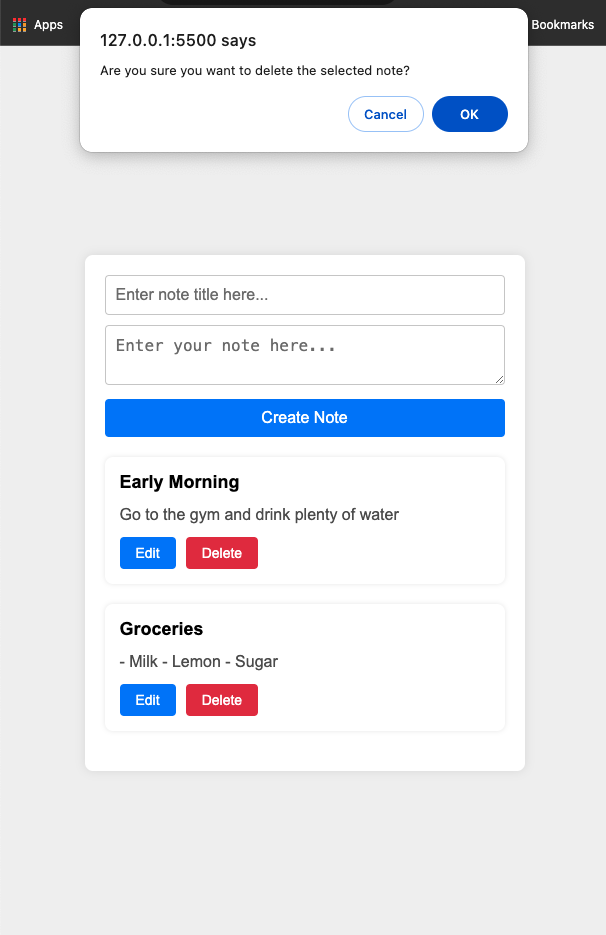 Apps
Bookmarks
127.0.0.1:5500 says
Are you sure you want to delete the selected note?
Cancel
OK
Enter note title here...
Enter your note here...
Create Note
Early Morning
Go to the gym and drink plenty of water
Edit Delete
Groceries
- Milk - Lemon - Sugar
Edit Delete